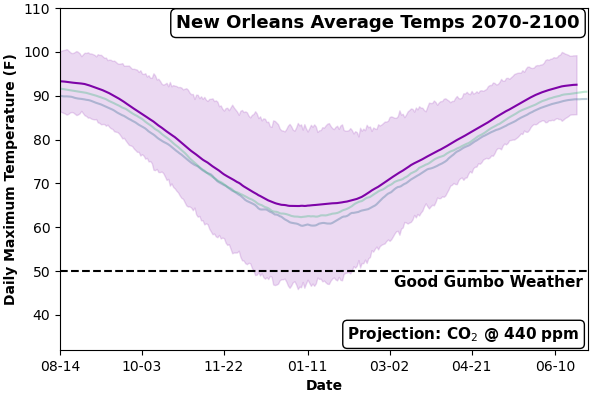 New Orleans Average Temps 2070-2100
110
100
90
80
70
60
50
40
Daily Maximum Temperature (F)
Good Gumbo Weather
Projection: CO₂ @ 440 ppm
08-14 10-03 11-22 01-11 03-02 04-21 06-10
Date